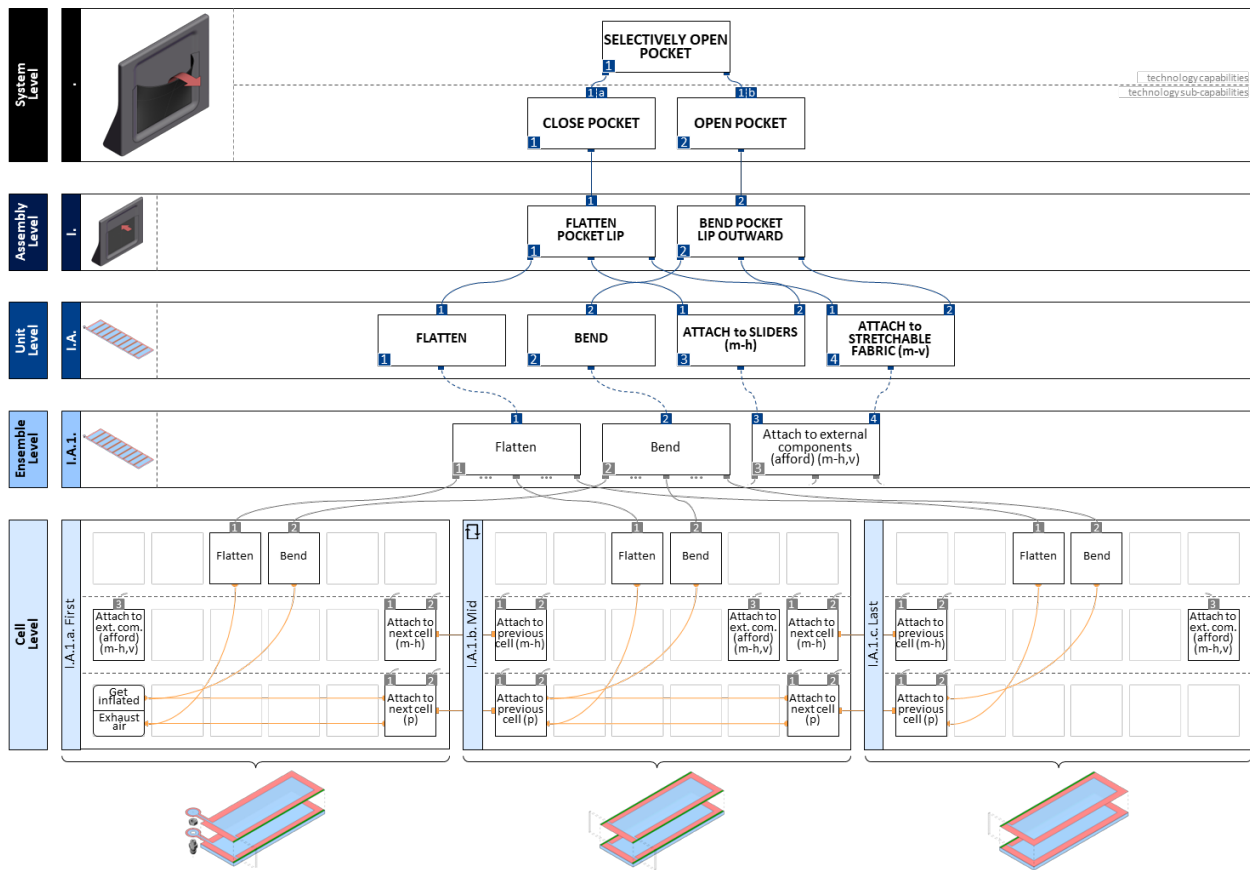 System
Level
.
SELECTIVELY OPEN
POCKET
1
technology capabilities
technology sub-capabilities
1|a
1|b
CLOSE POCKET
1
OPEN POCKET
2
Assembly
Level
I.
1
2
FLATTEN
POCKET LIP
1
BEND POCKET
LIP OUTWARD
2
Unit
Level
I.A.
1
2
1
2
1
2
FLATTEN
1
BEND
2
ATTACH to SLIDERS
(m-h)
3
ATTACH to
STRETCHABLE
FABRIC (m-v)
4
Ensemble
Level
I.A.1.
1
2
3
4
Flatten
1
Bend
2
Attach to external
components
(afford) (m-h,v)
3
Cell
Level
I.A.1.a. First
1
2
Flatten
Bend
3
Attach to
ext. com.
(afford)
(m-h,v)
1
2
Attach to
next cell
(m-h)
Get
inflated
Exhaust
air
1
2
Attach to
next cell
(p)
I.A.1.b. Mid
1
2
Flatten
Bend
1
2
Attach to
previous
cell (m-h)
3
Attach to
ext. com.
(afford)
(m-h,v)
1
2
Attach to
next cell
(m-h)
1
2
Attach to
previous
cell (p)
1
2
Attach to
next cell
(p)
I.A.1.c. Last
1
2
Flatten
Bend
1
2
Attach to
previous
cell (m-h)
3
Attach to
ext. com.
(afford)
(m-h,v)
1
2
Attach to
previous
cell (p)